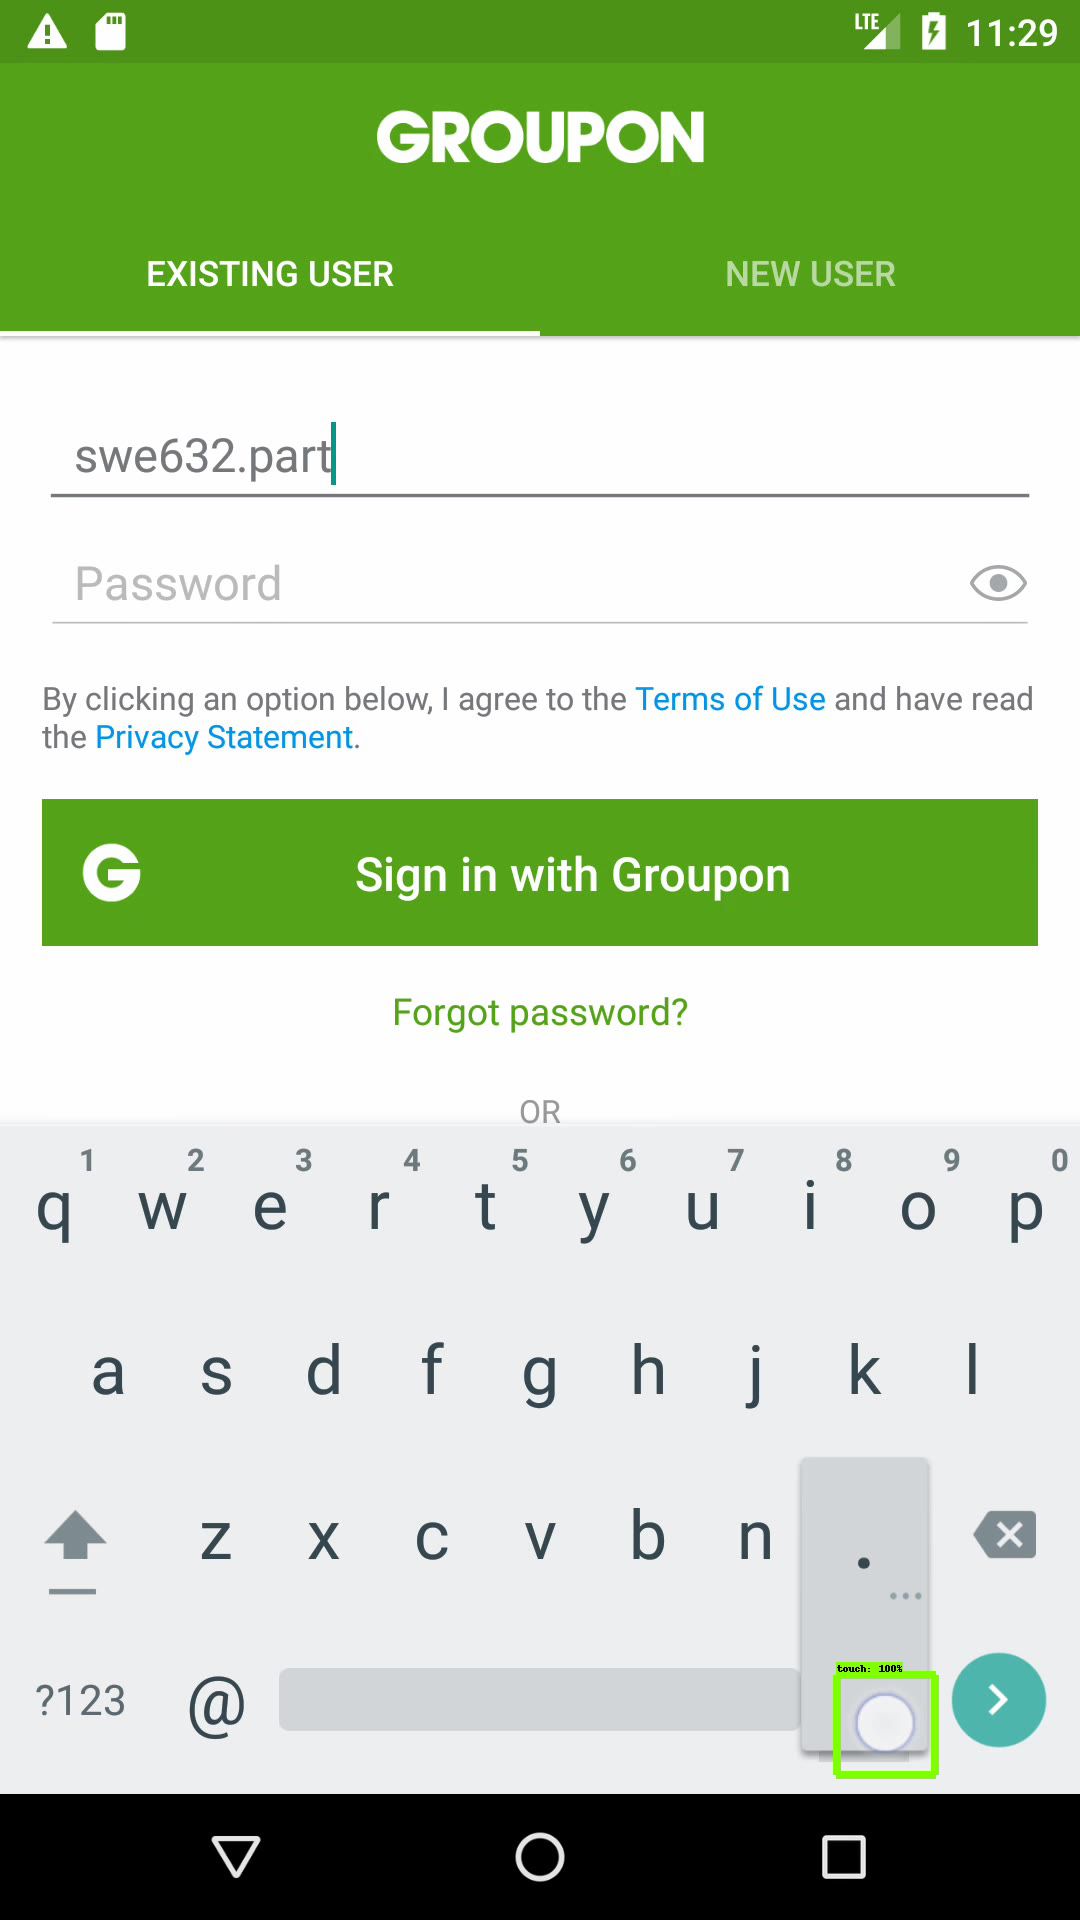 LTE 11:29
GROUPON
EXISTING USER NEW USER
swe632.part
Password
By clicking an option below, I agree to the Terms of Use and have read
the Privacy Statement.
G Sign in with Groupon
Forgot password?
OR
1 2 3 4 5 6 7 8 9 0
q w e r t y u i o p
a s d f g h j k l
z x c v b n .
...
touch: 100%
?123 @